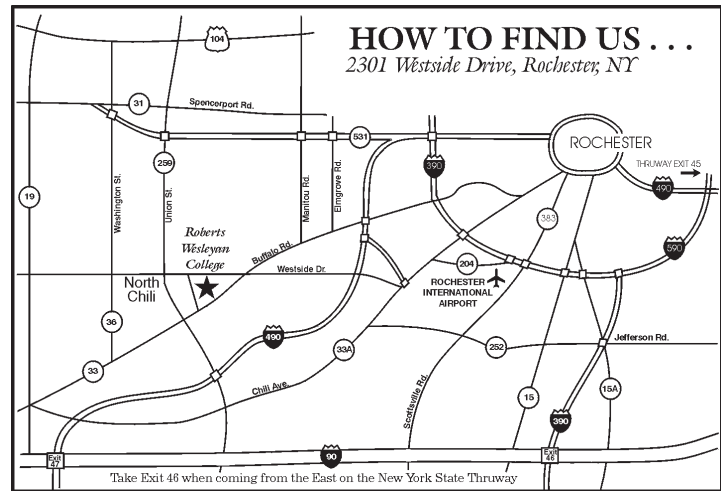 HOW TO FIND US . . .
2301 Westside Drive, Rochester, NY
104
31
Spencerport Rd.
531
ROCHESTER
THRUWAY EXIT 45
259
390
490
19
Washington St.
Union St.
Manitou Rd.
Elmgrove Rd.
383
590
Roberts
Wesleyan
College
Buffalo Rd.
Westside Dr.
204
ROCHESTER
INTERNATIONAL
AIRPORT
North
Chili
36
490
33
33A
252
Jefferson Rd.
Chili Ave.
Scottsville Rd.
15
15A
390
90
Exit
47
Exit
46
Take Exit 46 when coming from the East on the New York State Thruway